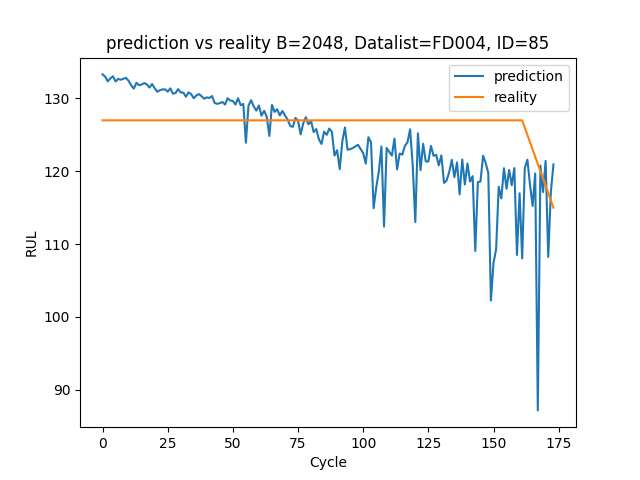 prediction vs reality B=2048, Datalist=FD004, ID=85
prediction
reality
130
120
110
100
90
RUL
0 25 50 75 100 125 150 175
Cycle